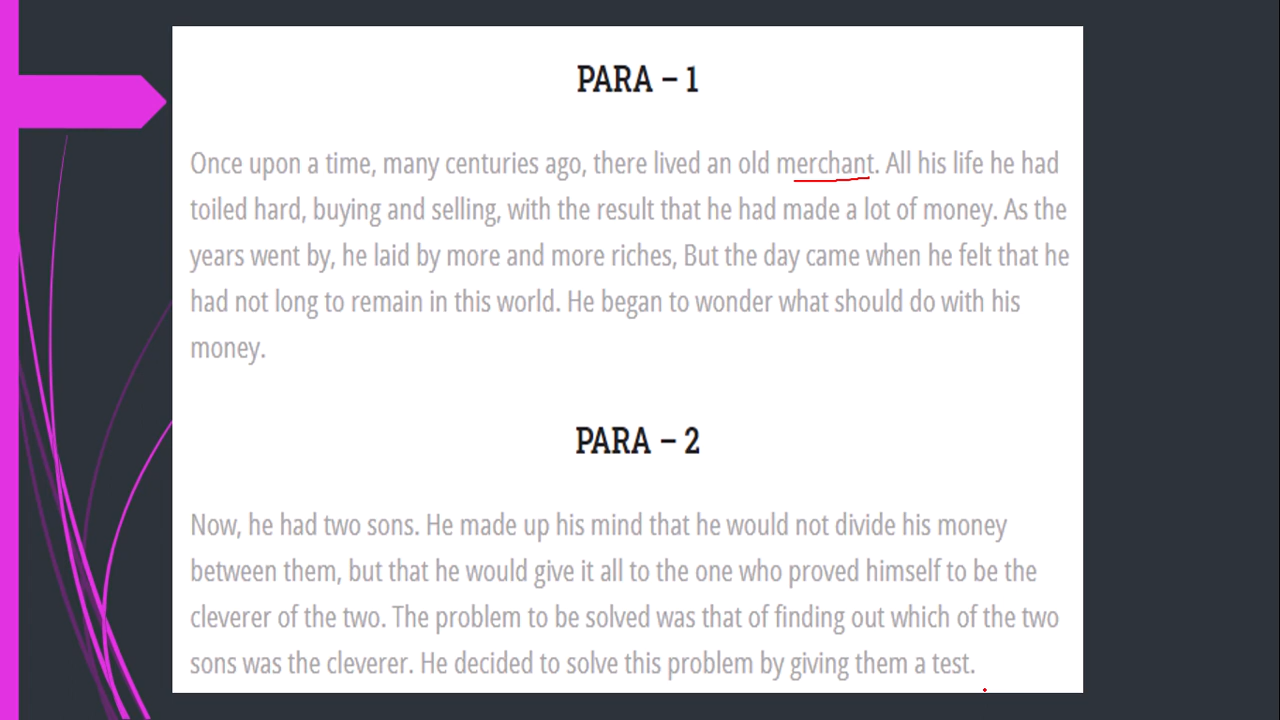 PARA – 1
Once upon a time, many centuries ago, there lived an old merchant. All his life he had
toiled hard, buying and selling, with the result that he had made a lot of money. As the
years went by, he laid by more and more riches, But the day came when he felt that he
had not long to remain in this world. He began to wonder what should do with his
money.
PARA – 2
Now, he had two sons. He made up his mind that he would not divide his money
between them, but that he would give it all to the one who proved himself to be the
cleverer of the two. The problem to be solved was that of finding out which of the two
sons was the cleverer. He decided to solve this problem by giving them a test.